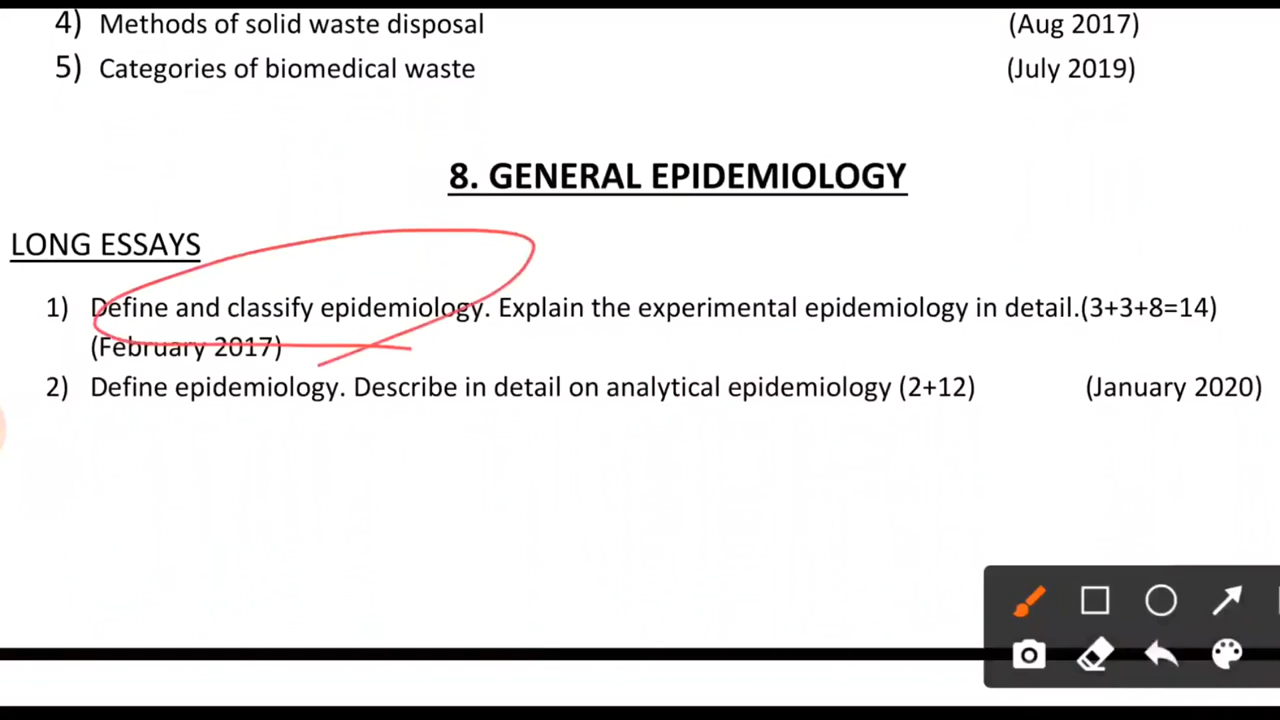 4) Methods of solid waste disposal (Aug 2017)
5) Categories of biomedical waste (July 2019)
8. GENERAL EPIDEMIOLOGY
LONG ESSAYS
1) Define and classify epidemiology. Explain the experimental epidemiology in detail.(3+3+8=14)
(February 2017)
2) Define epidemiology. Describe in detail on analytical epidemiology (2+12) (January 2020)